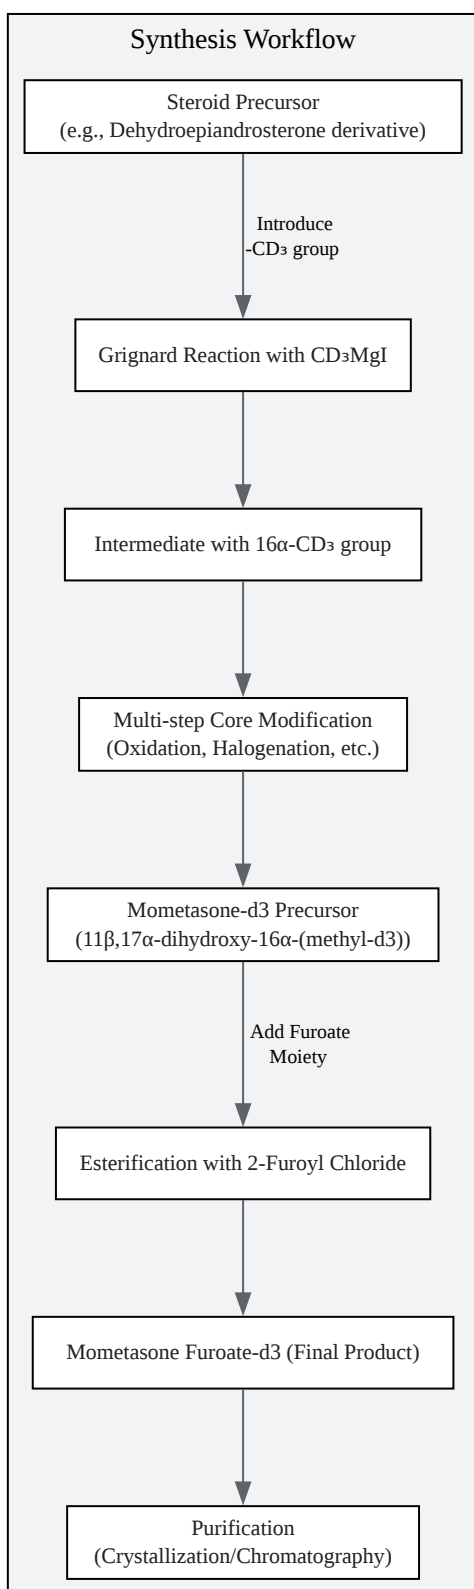 Synthesis Workflow
Steroid Precursor
(e.g., Dehydroepiandrosterone derivative)
Introduce
-CD₃ group
Grignard Reaction with CD₃MgI
Intermediate with 16α-CD₃ group
Multi-step Core Modification
(Oxidation, Halogenation, etc.)
Mometasone-d3 Precursor
(11β,17α-dihydroxy-16α-(methyl-d3))
Add Furoate
Moiety
Esterification with 2-Furoyl Chloride
Mometasone Furoate-d3 (Final Product)
Purification
(Crystallization/Chromatography)